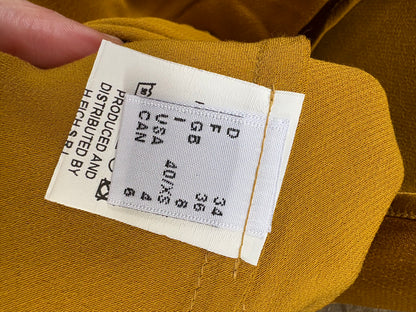 D 34
F 36
GB 8
I 40/XS
USA 4
CAN 6
PRODUCED AND
DISTRIBUTED BY